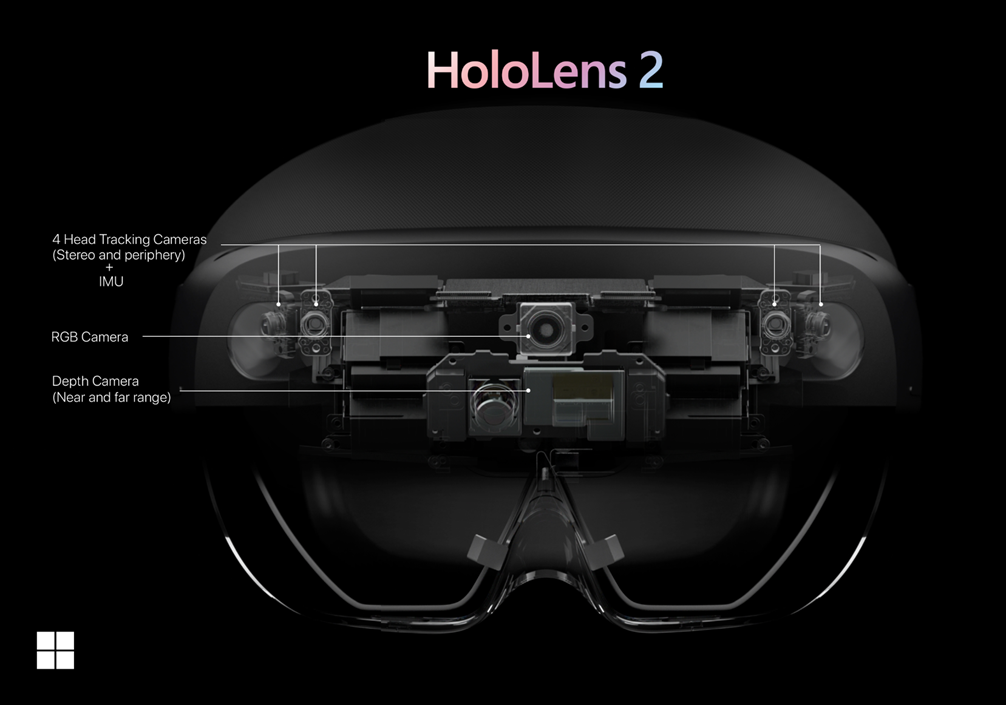 HoloLens 2
4 Head Tracking Cameras
(Stereo and periphery)
+
IMU
RGB Camera
Depth Camera
(Near and far range)